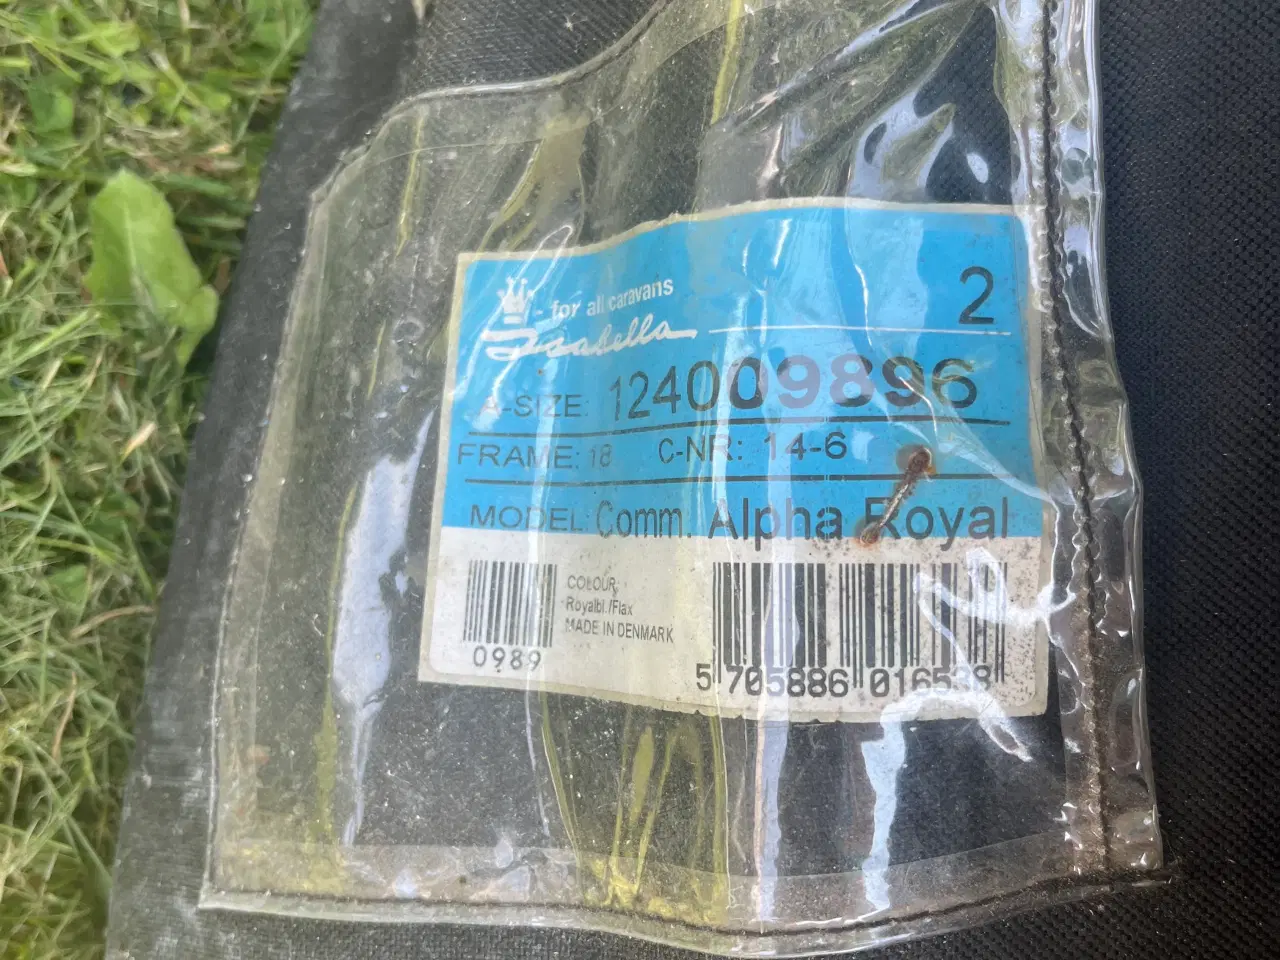 - for all caravans
Isabella
2
A-SIZE: 124009896
FRAME: 18 C-NR: 14-6
MODEL: Comm. Alpha Royal
COLOUR:
Royalbl./Flax
MADE IN DENMARK
0989
5 705886 016538